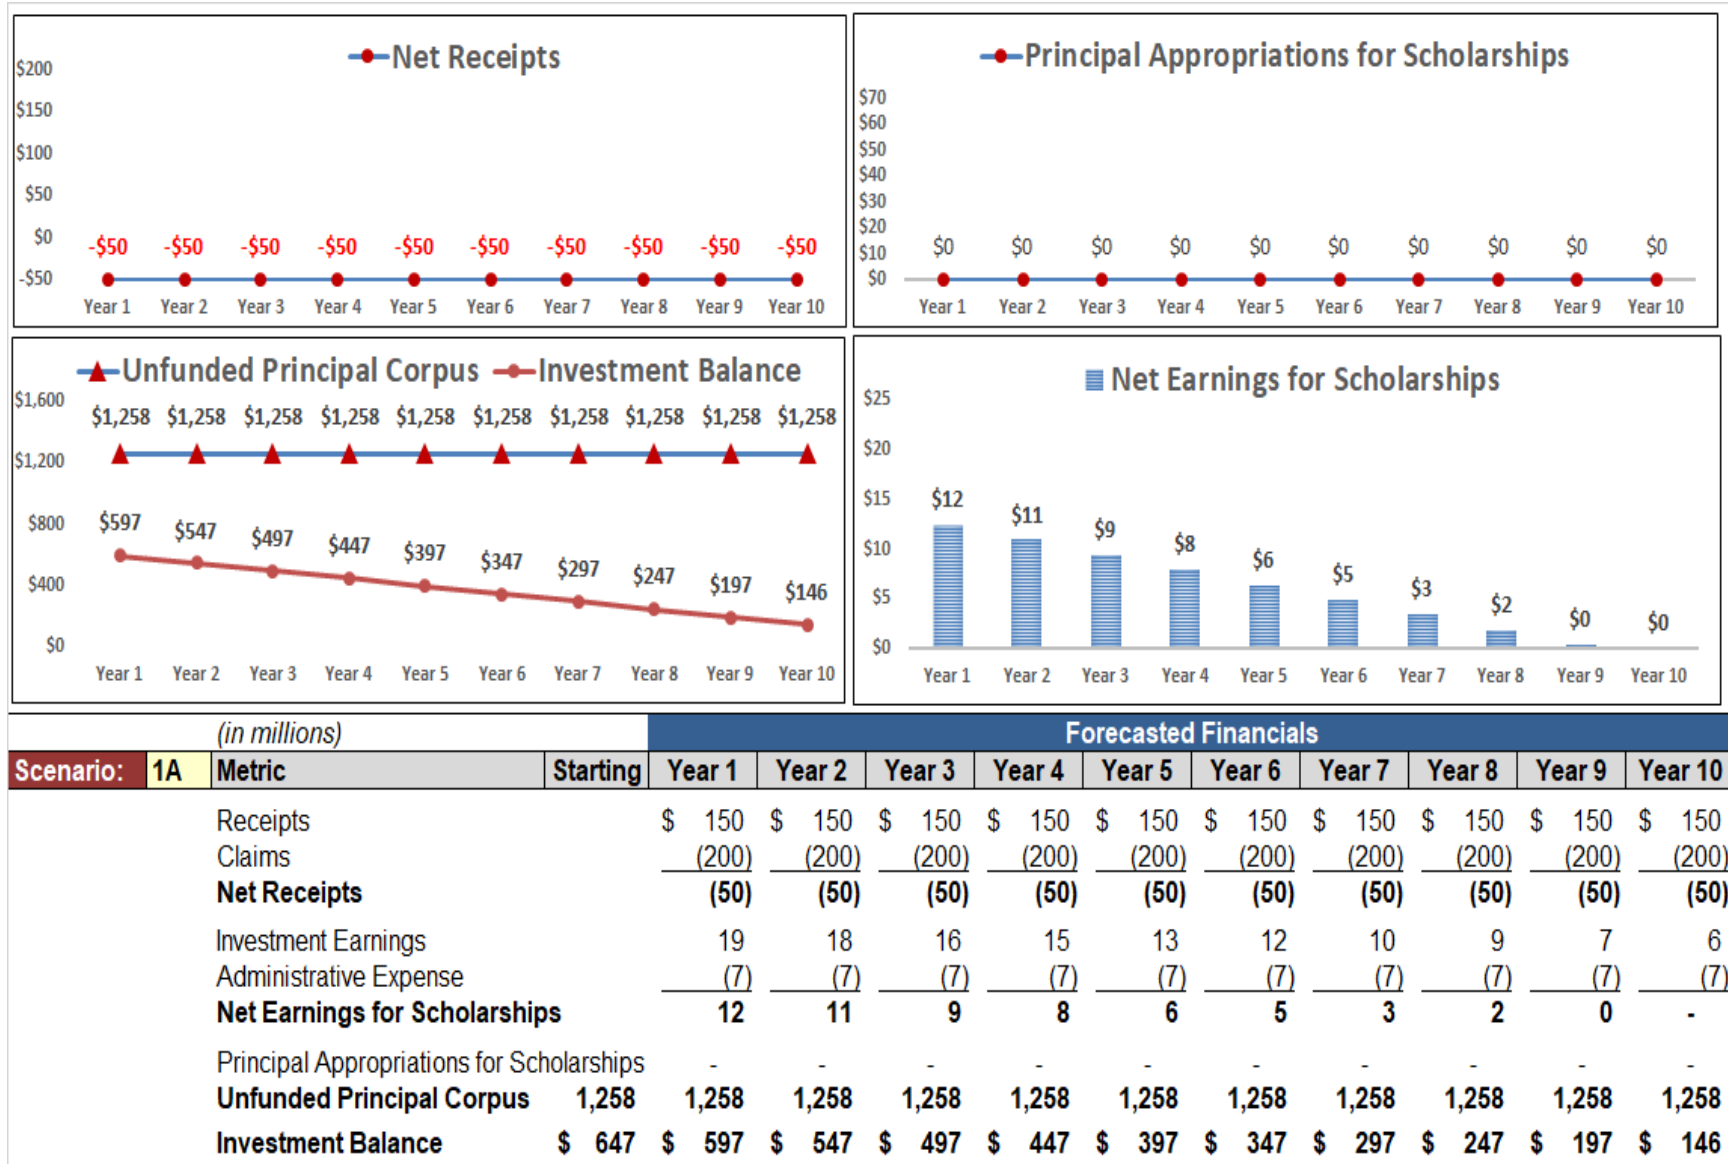 Net Receipts
$200
$150
$100
$50
$0
-$50
-$50 -$50 -$50 -$50 -$50 -$50 -$50 -$50 -$50 -$50
Year 1 Year 2 Year 3 Year 4 Year 5 Year 6 Year 7 Year 8 Year 9 Year 10
Principal Appropriations for Scholarships
$70
$60
$50
$40
$30
$20
$10
$0
$0 $0 $0 $0 $0 $0 $0 $0 $0 $0
Year 1 Year 2 Year 3 Year 4 Year 5 Year 6 Year 7 Year 8 Year 9 Year 10
Unfunded Principal Corpus Investment Balance
$1,600
$1,200
$800
$400
$0
$1,258 $1,258 $1,258 $1,258 $1,258 $1,258 $1,258 $1,258 $1,258 $1,258
$597 $547 $497 $447 $397 $347 $297 $247 $197 $146
Year 1 Year 2 Year 3 Year 4 Year 5 Year 6 Year 7 Year 8 Year 9 Year 10
Net Earnings for Scholarships
$25
$20
$15
$10
$5
$0
$12 $11 $9 $8 $6 $5 $3 $2 $0 $0
Year 1 Year 2 Year 3 Year 4 Year 5 Year 6 Year 7 Year 8 Year 9 Year 10
(in millions) Forecasted Financials
Scenario: 1A Metric Starting Year 1 Year 2 Year 3 Year 4 Year 5 Year 6 Year 7 Year 8 Year 9 Year 10
Receipts $ 150 $ 150 $ 150 $ 150 $ 150 $ 150 $ 150 $ 150 $ 150 $ 150
Claims (200) (200) (200) (200) (200) (200) (200) (200) (200) (200)
Net Receipts (50) (50) (50) (50) (50) (50) (50) (50) (50) (50)
Investment Earnings 19 18 16 15 13 12 10 9 7 6
Administrative Expense (7) (7) (7) (7) (7) (7) (7) (7) (7) (7)
Net Earnings for Scholarships 12 11 9 8 6 5 3 2 0 -
Principal Appropriations for Scholarships - - - - - - - - - -
Unfunded Principal Corpus 1,258 1,258 1,258 1,258 1,258 1,258 1,258 1,258 1,258 1,258 1,258
Investment Balance $ 647 $ 597 $ 547 $ 497 $ 447 $ 397 $ 347 $ 297 $ 247 $ 197 $ 146